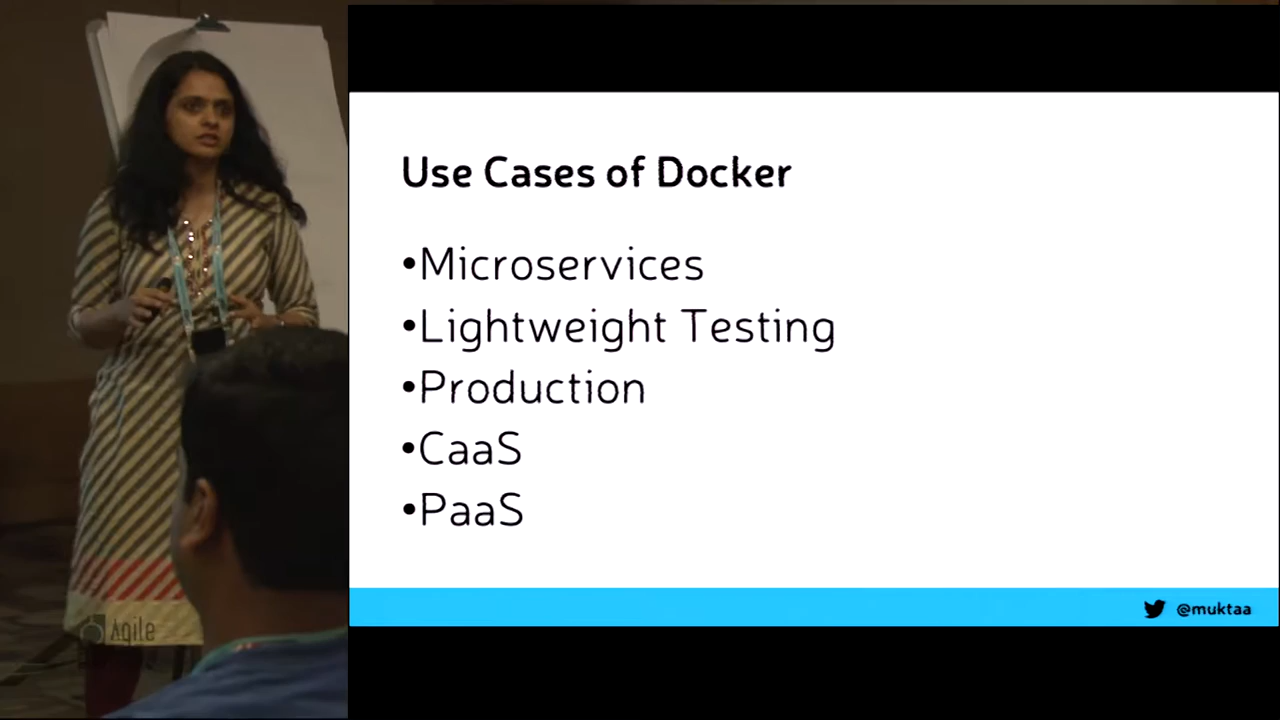 Use Cases of Docker
•Microservices
•Lightweight Testing
•Production
•CaaS
•PaaS
@muktaa
Agile